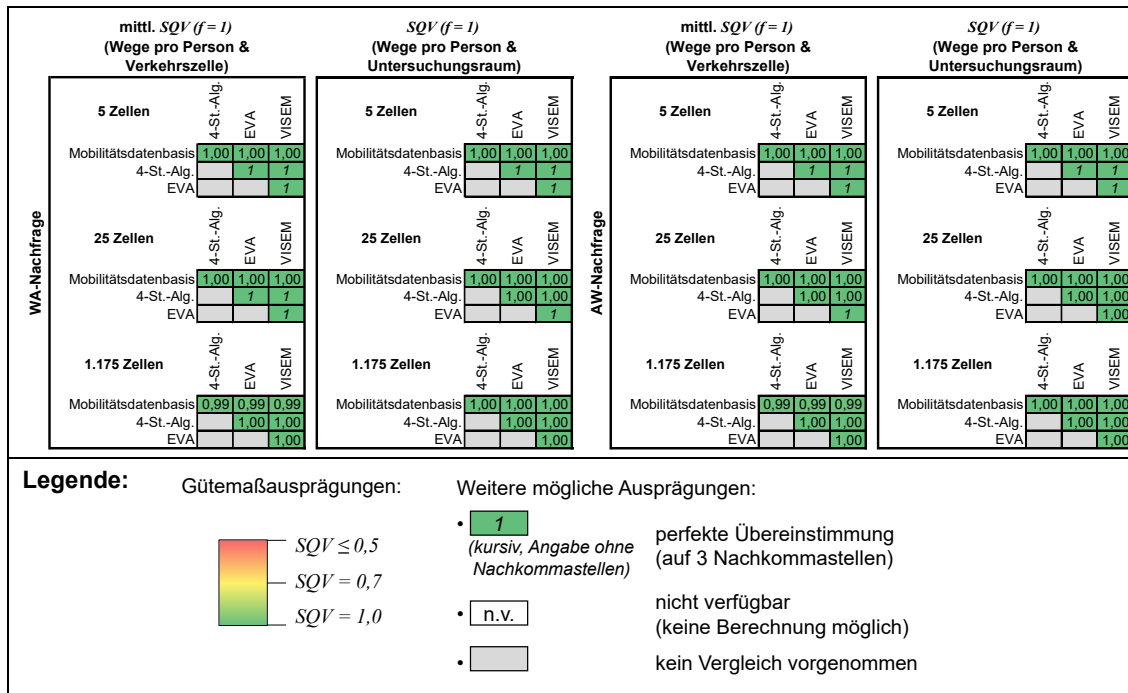 mittl. SQV (f = 1)
(Wege pro Person &
Verkehrszelle)
SQV (f = 1)
(Wege pro Person &
Untersuchungsraum)
mittl. SQV (f = 1)
(Wege pro Person &
Verkehrszelle)
SQV (f = 1)
(Wege pro Person &
Untersuchungsraum)
WA-Nachfrage
5 Zellen 4-St.-Alg. EVA VISEM
Mobilitätsdatenbasis 1,00 1,00 1,00
4-St.-Alg. 1 1
EVA 1
25 Zellen 4-St.-Alg. EVA VISEM
Mobilitätsdatenbasis 1,00 1,00 1,00
4-St.-Alg. 1 1
EVA 1
1.175 Zellen 4-St.-Alg. EVA VISEM
Mobilitätsdatenbasis 0,99 0,99 0,99
4-St.-Alg. 1,00 1,00
EVA 1,00
5 Zellen 4-St.-Alg. EVA VISEM
Mobilitätsdatenbasis 1,00 1,00 1,00
4-St.-Alg. 1 1
EVA 1
25 Zellen 4-St.-Alg. EVA VISEM
Mobilitätsdatenbasis 1,00 1,00 1,00
4-St.-Alg. 1,00 1,00
EVA 1
1.175 Zellen 4-St.-Alg. EVA VISEM
Mobilitätsdatenbasis 1,00 1,00 1,00
4-St.-Alg. 1,00 1,00
EVA 1,00
AW-Nachfrage
5 Zellen 4-St.-Alg. EVA VISEM
Mobilitätsdatenbasis 1,00 1,00 1,00
4-St.-Alg. 1 1
EVA 1
25 Zellen 4-St.-Alg. EVA VISEM
Mobilitätsdatenbasis 1,00 1,00 1,00
4-St.-Alg. 1,00 1,00
EVA 1
1.175 Zellen 4-St.-Alg. EVA VISEM
Mobilitätsdatenbasis 0,99 0,99 0,99
4-St.-Alg. 1,00 1,00
EVA 1,00
5 Zellen 4-St.-Alg. EVA VISEM
Mobilitätsdatenbasis 1,00 1,00 1,00
4-St.-Alg. 1 1
EVA 1
25 Zellen 4-St.-Alg. EVA VISEM
Mobilitätsdatenbasis 1,00 1,00 1,00
4-St.-Alg. 1,00 1,00
EVA 1,00
1.175 Zellen 4-St.-Alg. EVA VISEM
Mobilitätsdatenbasis 1,00 1,00 1,00
4-St.-Alg. 1,00 1,00
EVA 1,00
Legende:
Gütemaßausprägungen:
SQV ≤ 0,5
SQV = 0,7
SQV = 1,0
Weitere mögliche Ausprägungen:
• 1
(kursiv, Angabe ohne
Nachkommastellen)
perfekte Übereinstimmung
(auf 3 Nachkommastellen)
• n.v.
nicht verfügbar
(keine Berechnung möglich)
•
kein Vergleich vorgenommen